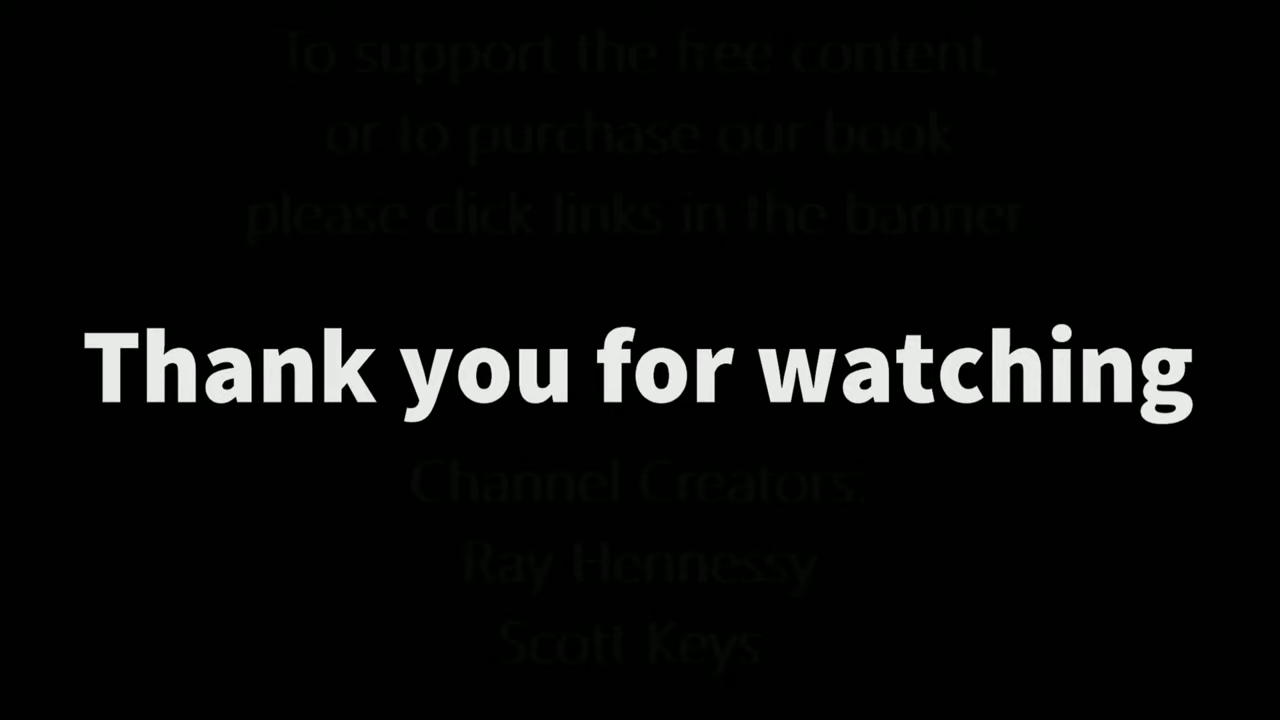 To support the free content,
or to purchase our book
please click links in the banner
Thank you for watching
Channel Creators:
Ray Hennessy
Scott Keys